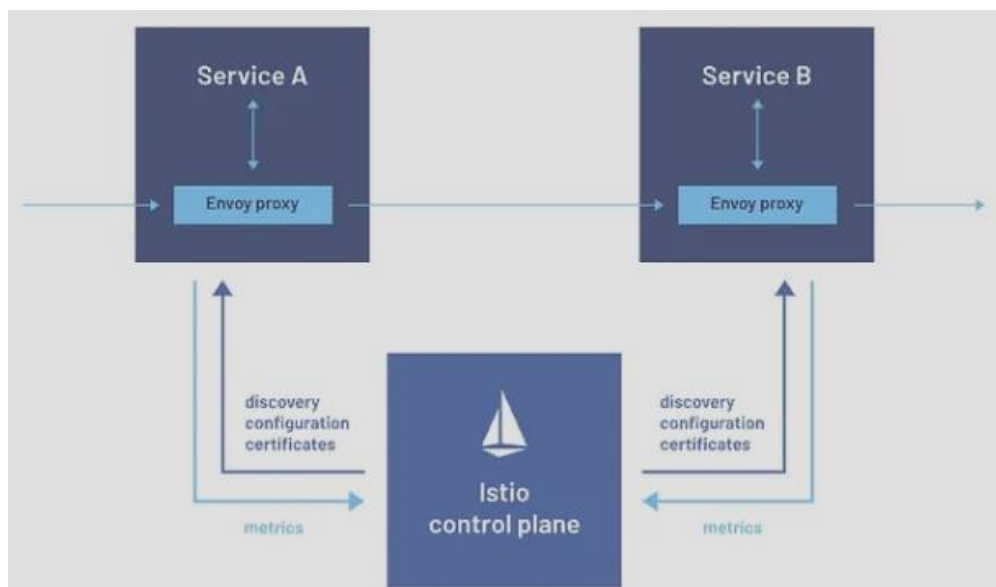 Service A
Service B
Envoy proxy
Envoy proxy
discovery
configuration
certificates
discovery
configuration
certificates
Istio
control plane
metrics
metrics